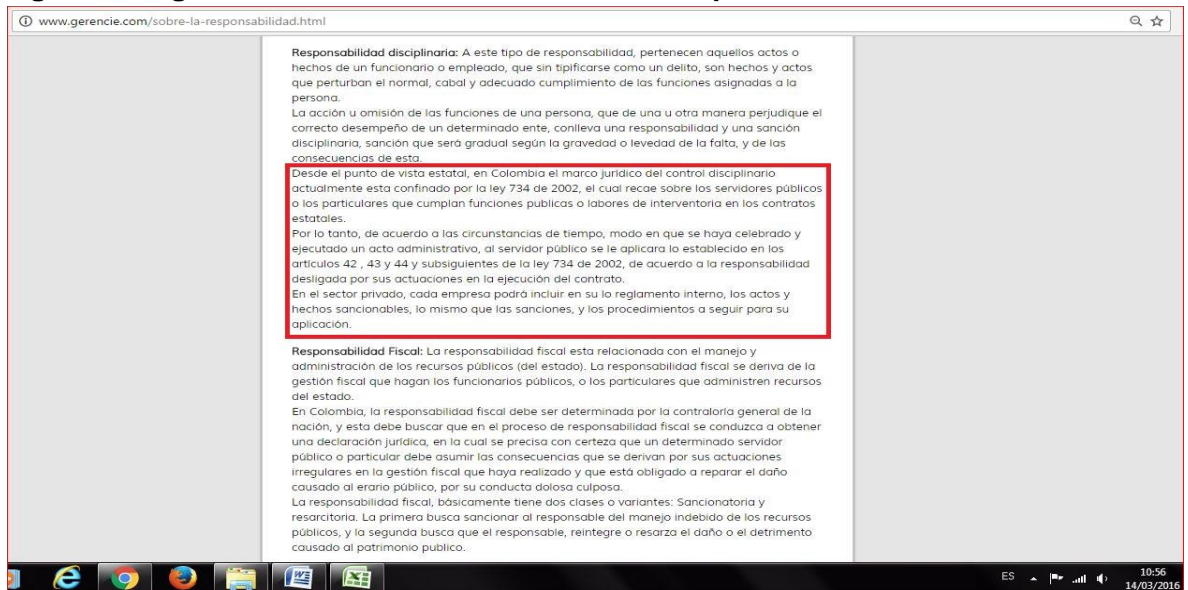 www.gerencie.com/sobre-la-responsabilidad.html
Responsabilidad disciplinaria: A este tipo de responsabilidad, pertenecen aquellos actos o
hechos de un funcionario o empleado, que sin tipificarse como un delito, son hechos y actos
que perturban el normal, cabal y adecuado cumplimiento de las funciones asignadas a la
persona.
La acción u omisión de las funciones de una persona, que de una u otra manera perjudique el
correcto desempeño de un determinado ente, conlleva una responsabilidad y una sanción
disciplinaria, sanción que será gradual según la gravedad o levedad de la falta, y de las
consecuencias de esta.
Desde el punto de vista estatal, en Colombia el marco jurídico del control disciplinario
actualmente esta confinado por la ley 734 de 2002, el cual recae sobre los servidores públicos
o los particulares que cumplan funciones publicas o labores de interventoria en los contratos
estatales.
Por lo tanto, de acuerdo a las circunstancias de tiempo, modo en que se haya celebrado y
ejecutado un acto administrativo, al servidor público se le aplicara lo establecido en los
artículos 42 , 43 y 44 y subsiguientes de la ley 734 de 2002, de acuerdo a la responsabilidad
desligada por sus actuaciones en la ejecución del contrato.
En el sector privado, cada empresa podrá incluir en su lo reglamento interno, los actos y
hechos sancionables, lo mismo que las sanciones, y los procedimientos a seguir para su
aplicación.
Responsabilidad Fiscal: La responsabilidad fiscal esta relacionada con el manejo y
administración de los recursos públicos (del estado). La responsabilidad fiscal se deriva de la
gestión fiscal que hagan los funcionarios públicos, o los particulares que administren recursos
del estado.
En Colombia, la responsabilidad fiscal debe ser determinada por la contraloría general de la
nación, y esta debe buscar que en el proceso de responsabilidad fiscal se conduzca a obtener
una declaración jurídica, en la cual se precisa con certeza que un determinado servidor
público o particular debe asumir las consecuencias que se derivan por sus actuaciones
irregulares en la gestión fiscal que haya realizado y que está obligado a reparar el daño
causado al erario público, por su conducta dolosa culposa.
La responsabilidad fiscal, básicamente tiene dos clases o variantes: Sancionatoria y
resarcitoria. La primera busca sancionar al responsable del manejo indebido de los recursos
públicos, y la segunda busca que el responsable, reintegre o resarza el daño o el detrimento
causado al patrimonio publico.
ES
10:56
14/03/2016